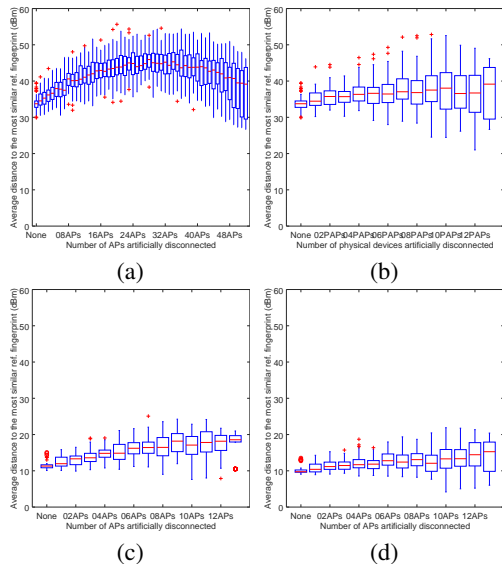 60
50
40
30
20
10
0
None 08APs 16APs 24APs 32APs 40APs 48APs
Number of APs artificially disconnected
Average distance to the most similar ref. fingerprint (dBm)
(a)
60
50
40
30
20
10
0
None 02PAPs 04PAPs 06PAPs 08PAPs 10PAPs 12PAPs
Number of physical devices artificially disconnected
Average distance to the most similar ref. fingerprint (dBm)
(b)
60
50
40
30
20
10
0
None 02APs 04APs 06APs 08APs 10APs 12APs
Number of APs artificially disconnected
Average distance to the most similar ref. fingerprint (dBm)
(c)
60
50
40
30
20
10
0
None 02APs 04APs 06APs 08APs 10APs 12APs
Number of APs artificially disconnected
Average distance to the most similar ref. fingerprint (dBm)
(d)